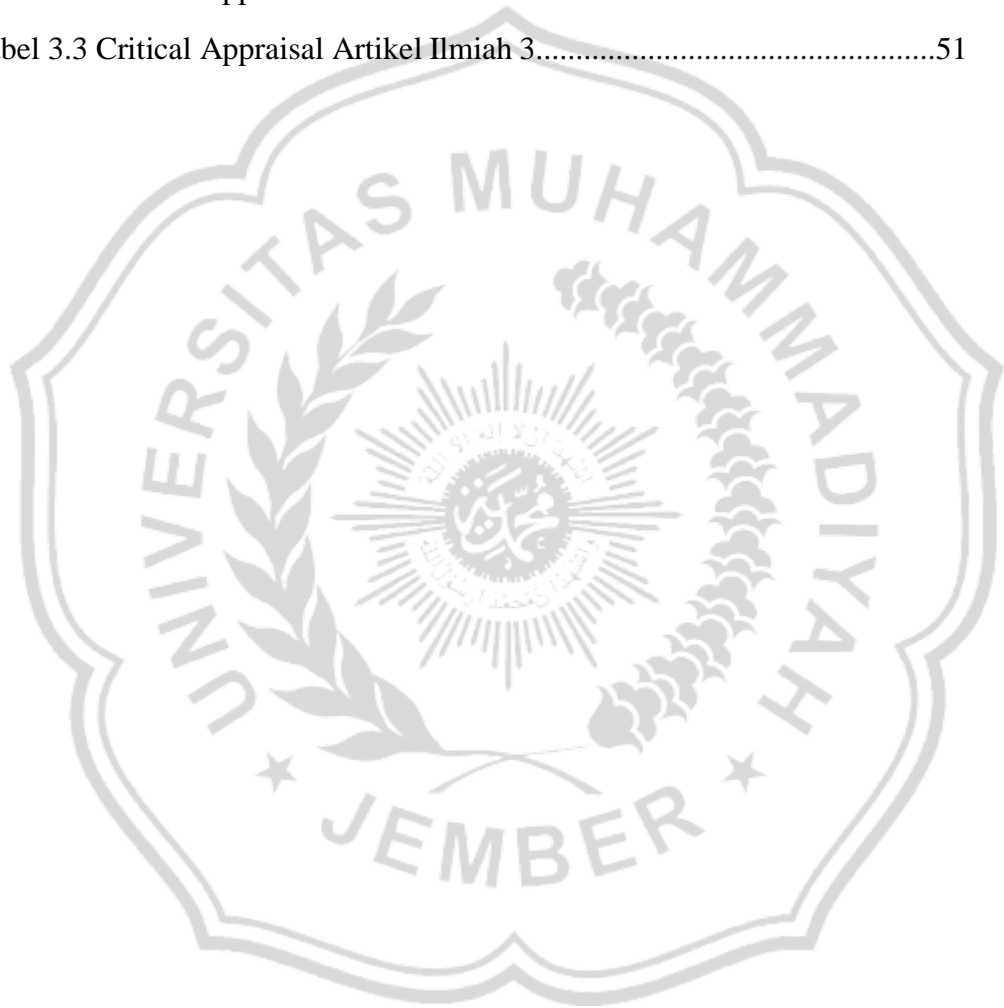 bel 3.3 Critical Appraisal Artikel Ilmiah 3..................................................51
UNIVERSITAS MUHAMMADIYAH
JEMBER